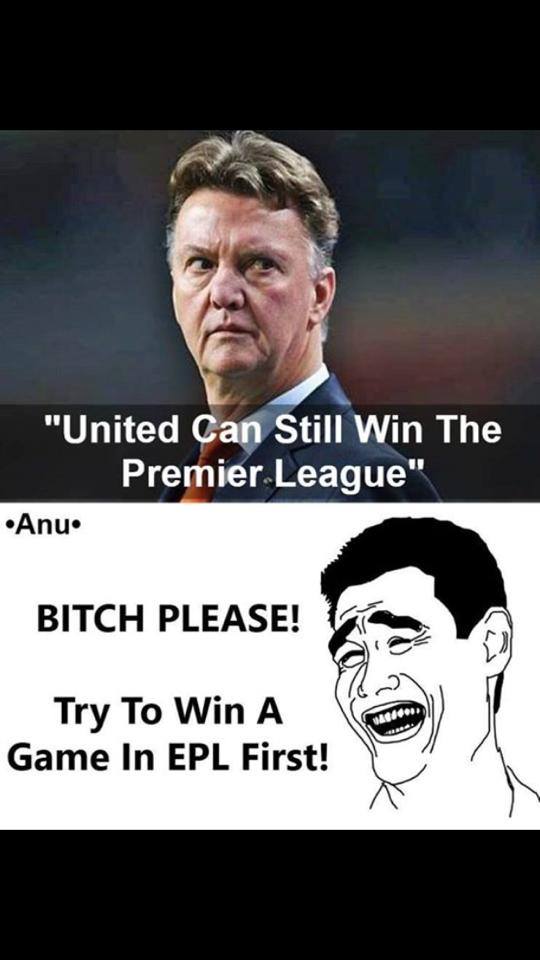 "United Can Still Win The
Premier League"
•Anu•
BITCH PLEASE!
Try To Win A
Game In EPL First!